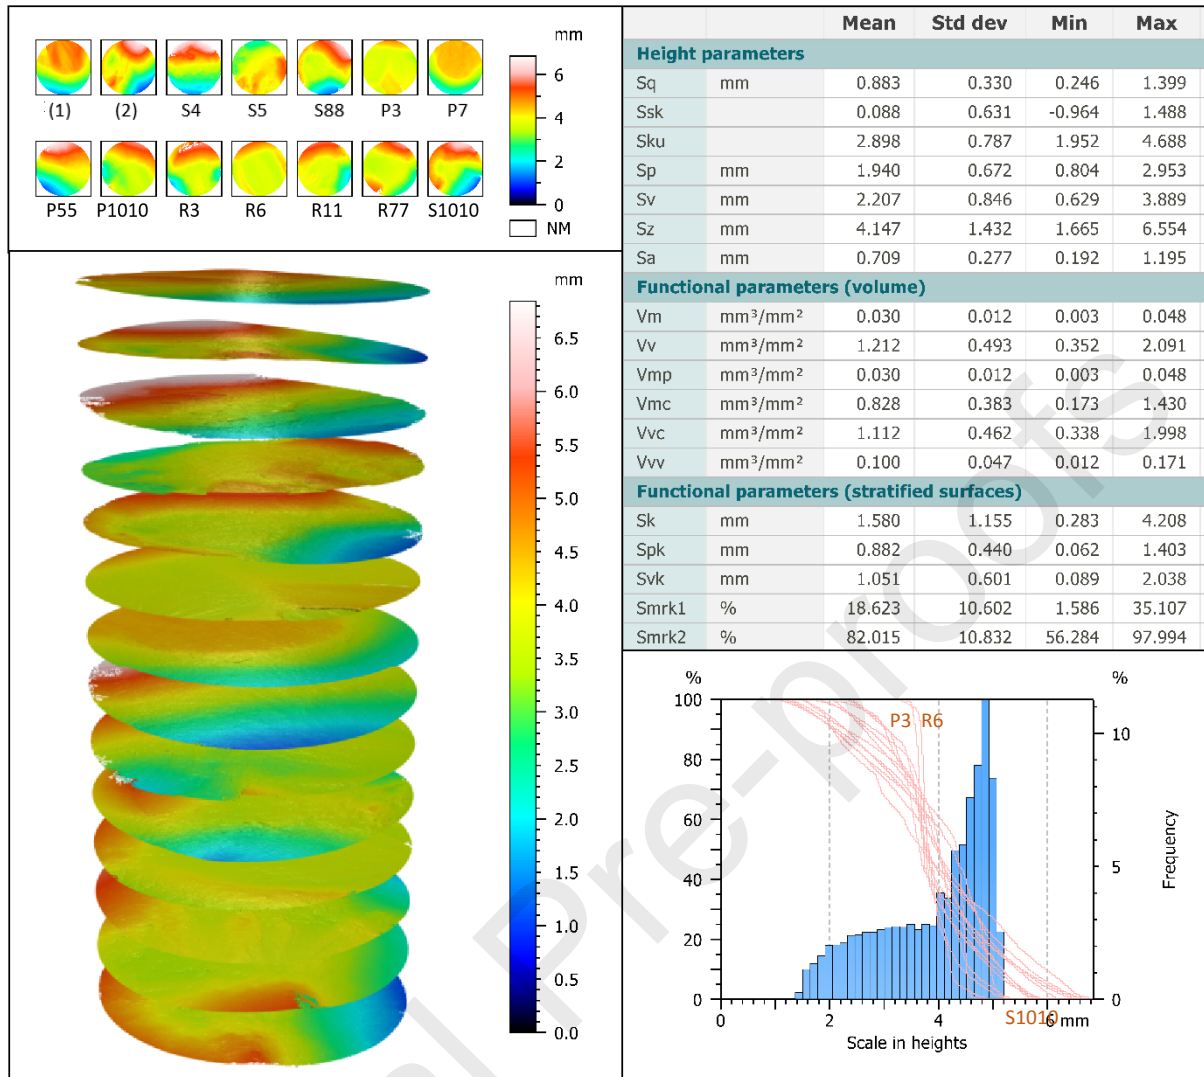 mm
(1) (2) S4 S5 S88 P3 P7
6
4
2
0
P55 P1010 R3 R6 R11 R77 S1010
NM
mm
6.5
6.0
5.5
5.0
4.5
4.0
3.5
3.0
2.5
2.0
1.5
1.0
0.5
0.0
Mean Std dev Min Max
Height parameters
Sq mm 0.883 0.330 0.246 1.399
Ssk 0.088 0.631 -0.964 1.488
Sku 2.898 0.787 1.952 4.688
Sp mm 1.940 0.672 0.804 2.953
Sv mm 2.207 0.846 0.629 3.889
Sz mm 4.147 1.432 1.665 6.554
Sa mm 0.709 0.277 0.192 1.195
Functional parameters (volume)
Vm mm³/mm² 0.030 0.012 0.003 0.048
Vv mm³/mm² 1.212 0.493 0.352 2.091
Vmp mm³/mm² 0.030 0.012 0.003 0.048
Vmc mm³/mm² 0.828 0.383 0.173 1.430
Vvc mm³/mm² 1.112 0.462 0.338 1.998
Vvv mm³/mm² 0.100 0.047 0.012 0.171
Functional parameters (stratified surfaces)
Sk mm 1.580 1.155 0.283 4.208
Spk mm 0.882 0.440 0.062 1.403
Svk mm 1.051 0.601 0.089 2.038
Smrk1 % 18.623 10.602 1.586 35.107
Smrk2 % 82.015 10.832 56.284 97.994
% %
100
80
60
40
20
0
P3 R6
10
5
0
Frequency
0 2 4 6 mm
S1010
Scale in heights
al Pre-proofs